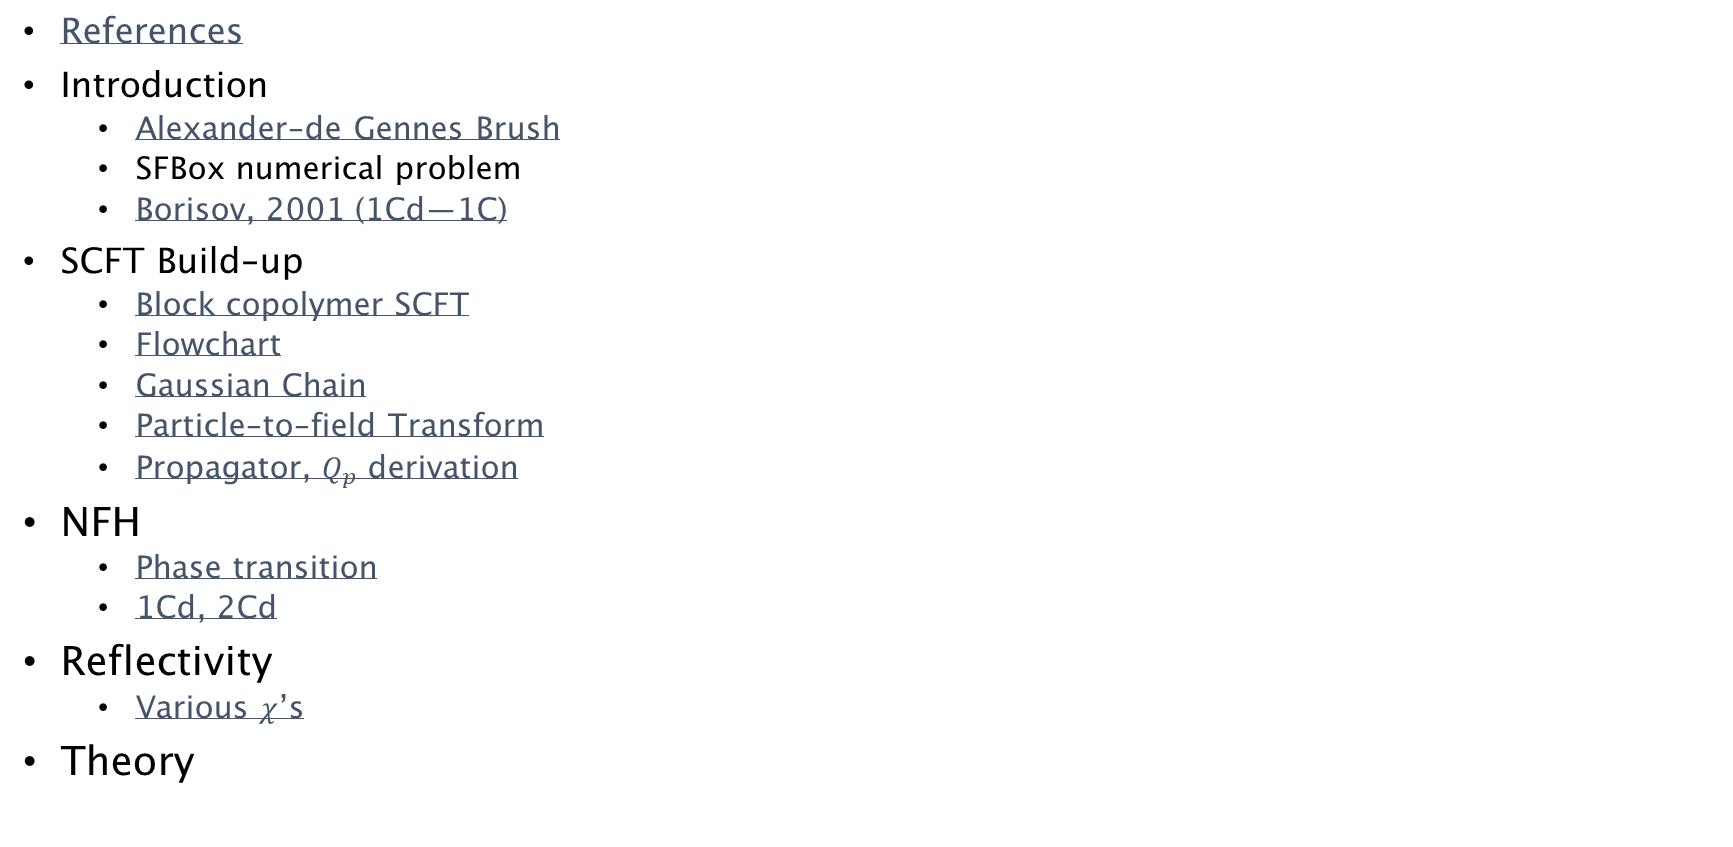 • References
• Introduction
• Alexander-de Gennes Brush
• SFBox numerical problem
• Borisov, 2001 (1Cd—1C)
• SCFT Build-up
• Block copolymer SCFT
• Flowchart
• Gaussian Chain
• Particle-to-field Transform
• Propagator, 𝑄𝑝 derivation
• NFH
• Phase transition
• 1Cd, 2Cd
• Reflectivity
• Various 𝜒’s
• Theory